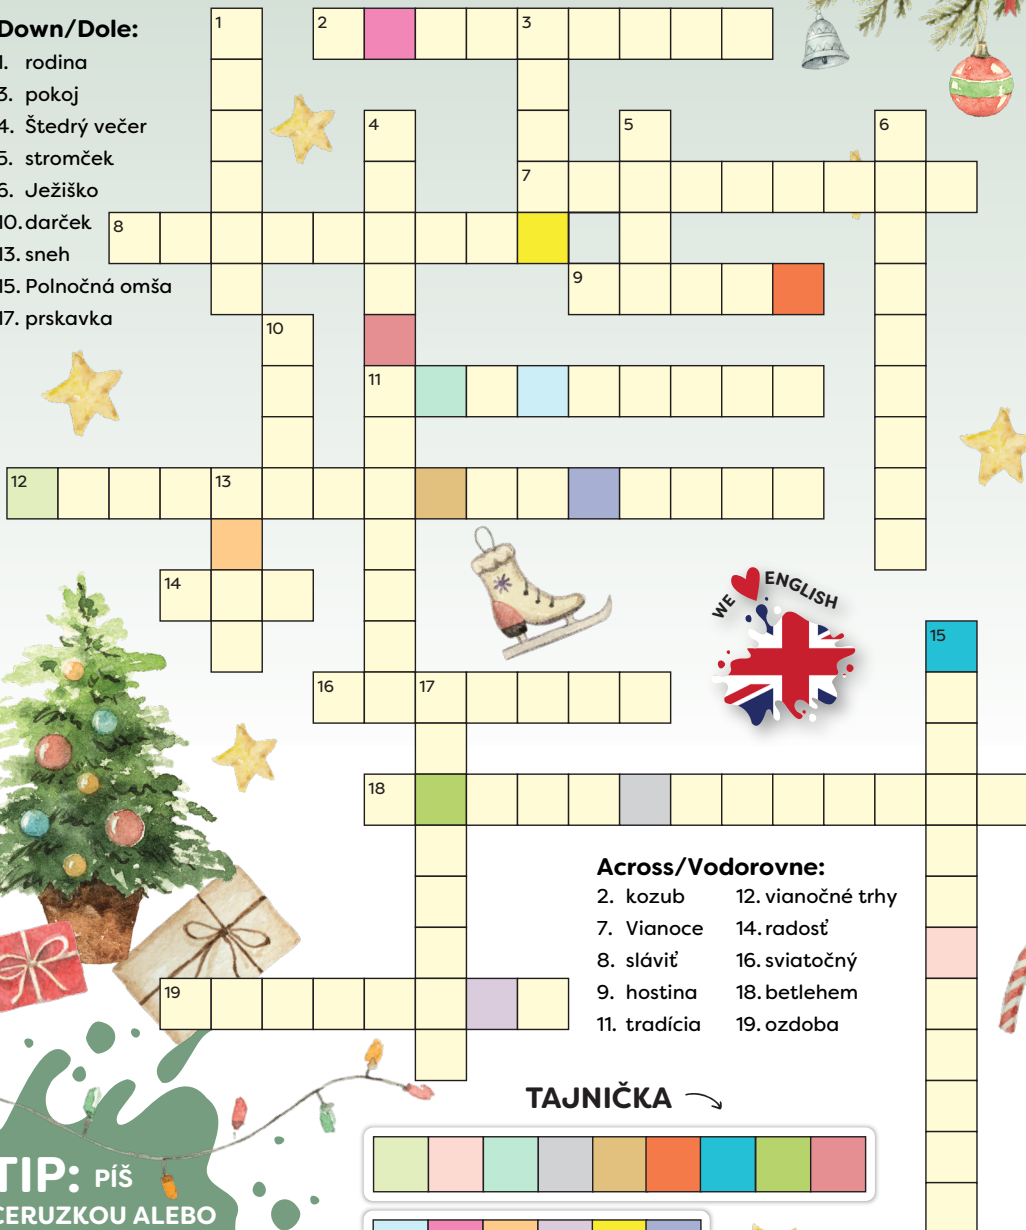 Down/Dole:
1. rodina
3. pokoj
4. Štedrý večer
5. stromček
6. Ježiško
10. darček
13. sneh
15. Polnočná omša
17. prskavka
1
2
3
4
5
6
7
8
9
10
11
12
13
14
WE ENGLISH
15
16
17
18
Across/Vodorovne:
2. kozub
7. Vianoce
8. sláviť
9. hostina
11. tradícia
12. vianočné trhy
14. radosť
16. sviatočný
18. betlehem
19. ozdoba
19
TAJNIČKA
TIP: PÍŠ
CERUZKOU ALEBO